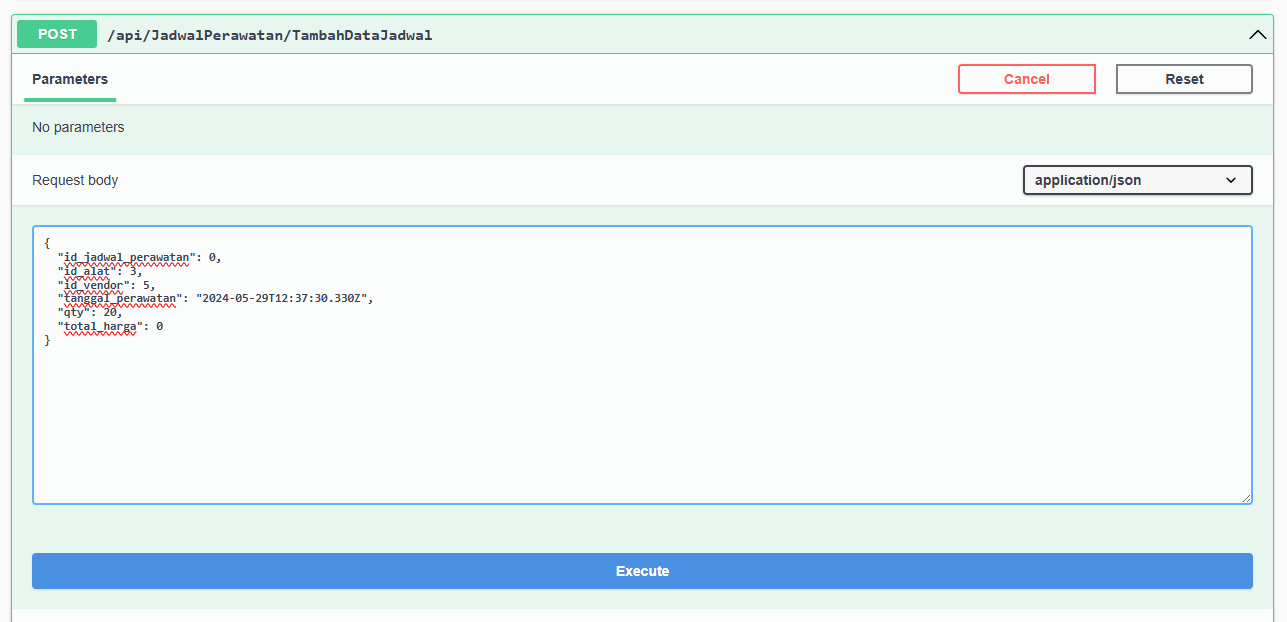 POST /api/JadwalPerawatan/TambahDataJadwal
Parameters Cancel Reset
No parameters
Request body application/json
{
  "id_jadwal_perawatan": 0,
  "id_alat": 3,
  "id_vendor": 5,
  "tanggal_perawatan": "2024-05-29T12:37:30.330Z",
  "qty": 20,
  "total_harga": 0
}
Execute